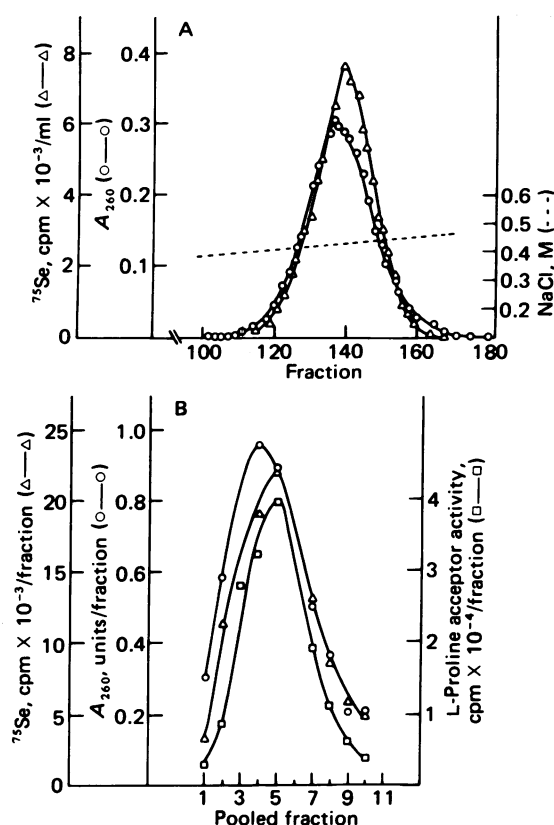 A
⁷⁵Se, cpm X 10⁻³/ml (△—△)
8
6
4
2
0
A₂₆₀ (○—○)
0.4
0.3
0.2
0.1
NaCl, M (---)
0.6
0.5
0.4
0.3
0.2
100 120 140 160 180
Fraction
B
⁷⁵Se, cpm X 10⁻³/fraction (△—△)
25
20
15
10
5
0
A₂₆₀, units/fraction (○—○)
1.0
0.8
0.6
0.4
0.2
L-Proline acceptor activity,
cpm X 10⁻⁴/fraction (□—□)
4
3
2
1
1 3 5 7 9 11
Pooled fraction